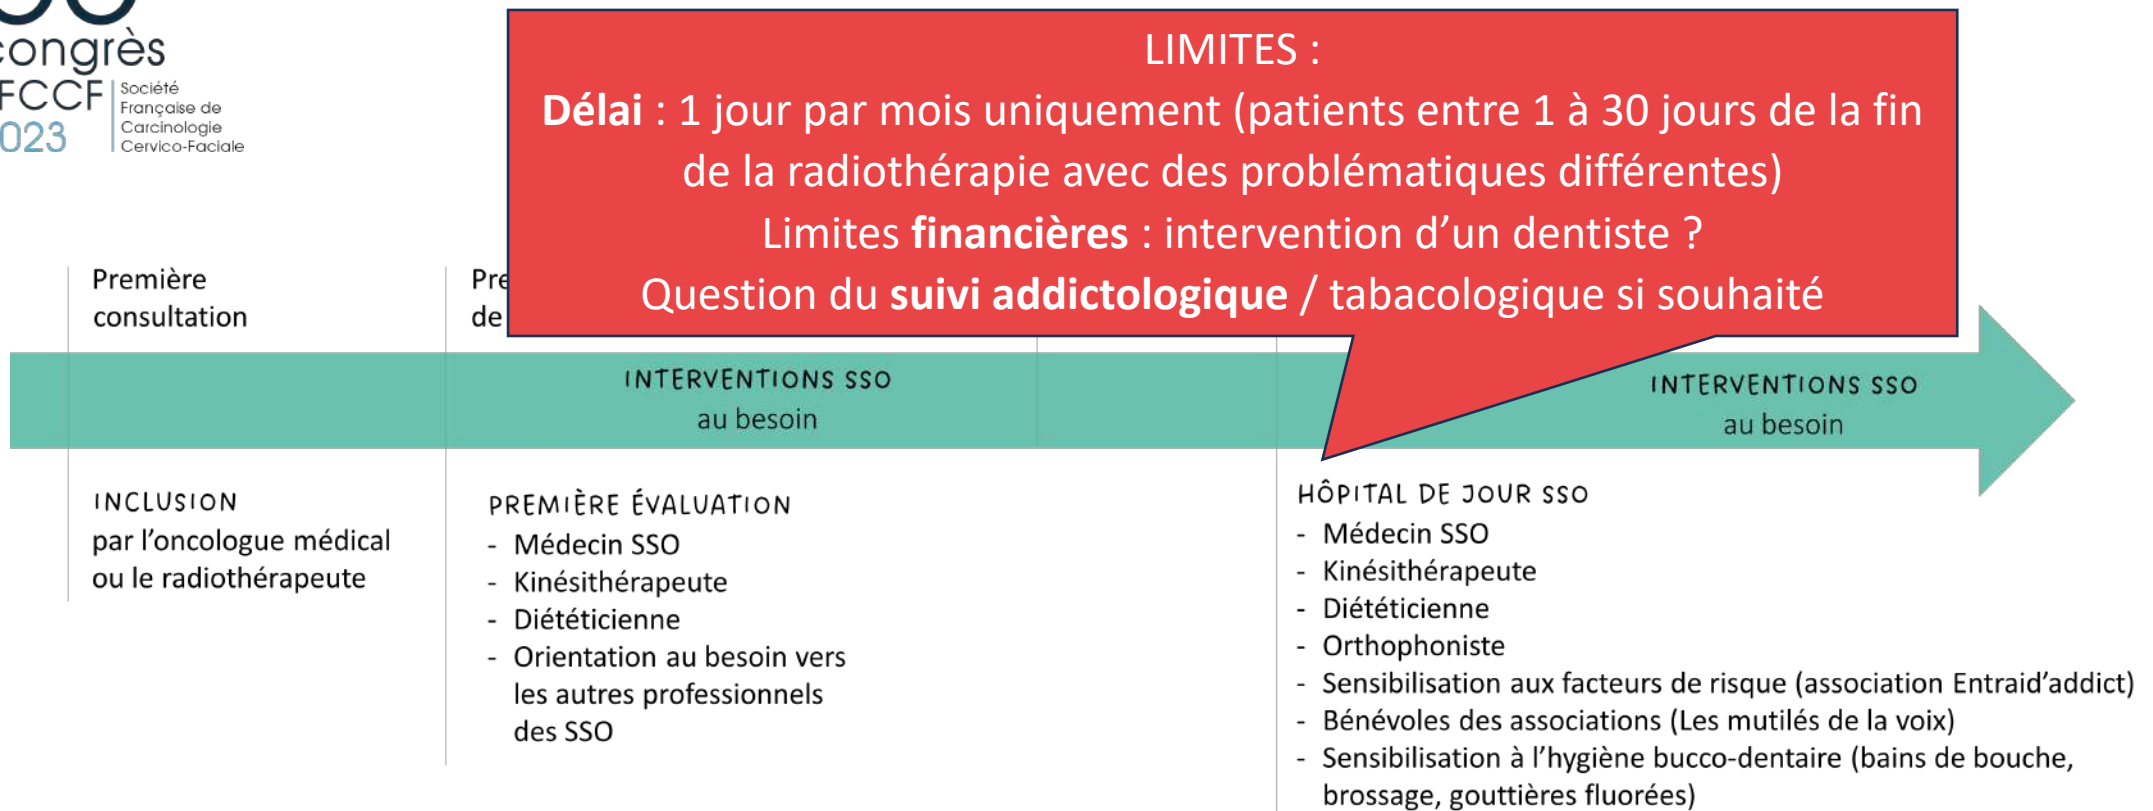 congrès
FCCF
023
Société
Française de
Carcinologie
Cervico-Faciale
LIMITES :
Délai : 1 jour par mois uniquement (patients entre 1 à 30 jours de la fin
de la radiothérapie avec des problématiques différentes)
Limites financières : intervention d’un dentiste ?
Question du suivi addictologique / tabacologique si souhaité
Première
consultation
Pre
de
INTERVENTIONS SSO
au besoin
INTERVENTIONS SSO
au besoin
INCLUSION
par l’oncologue médical
ou le radiothérapeute
PREMIÈRE ÉVALUATION
- Médecin SSO
- Kinésithérapeute
- Diététicienne
- Orientation au besoin vers
les autres professionnels
des SSO
HÔPITAL DE JOUR SSO
- Médecin SSO
- Kinésithérapeute
- Diététicienne
- Orthophoniste
- Sensibilisation aux facteurs de risque (association Entraid’addict)
- Bénévoles des associations (Les mutilés de la voix)
- Sensibilisation à l’hygiène bucco-dentaire (bains de bouche,
brossage, gouttières fluorées)